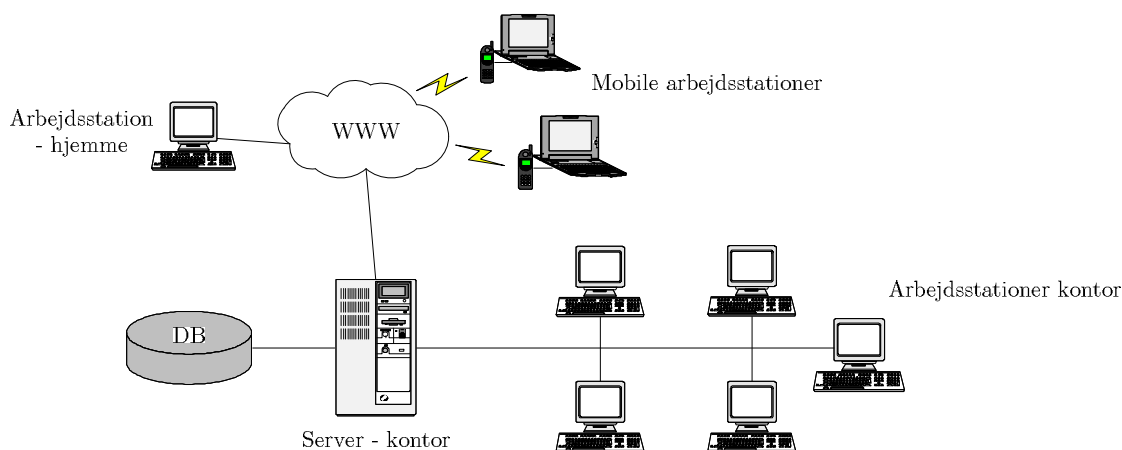 Mobile arbejdsstationer
Arbejdsstation
- hjemme
WWW
Arbejdsstationer kontor
DB
Server - kontor